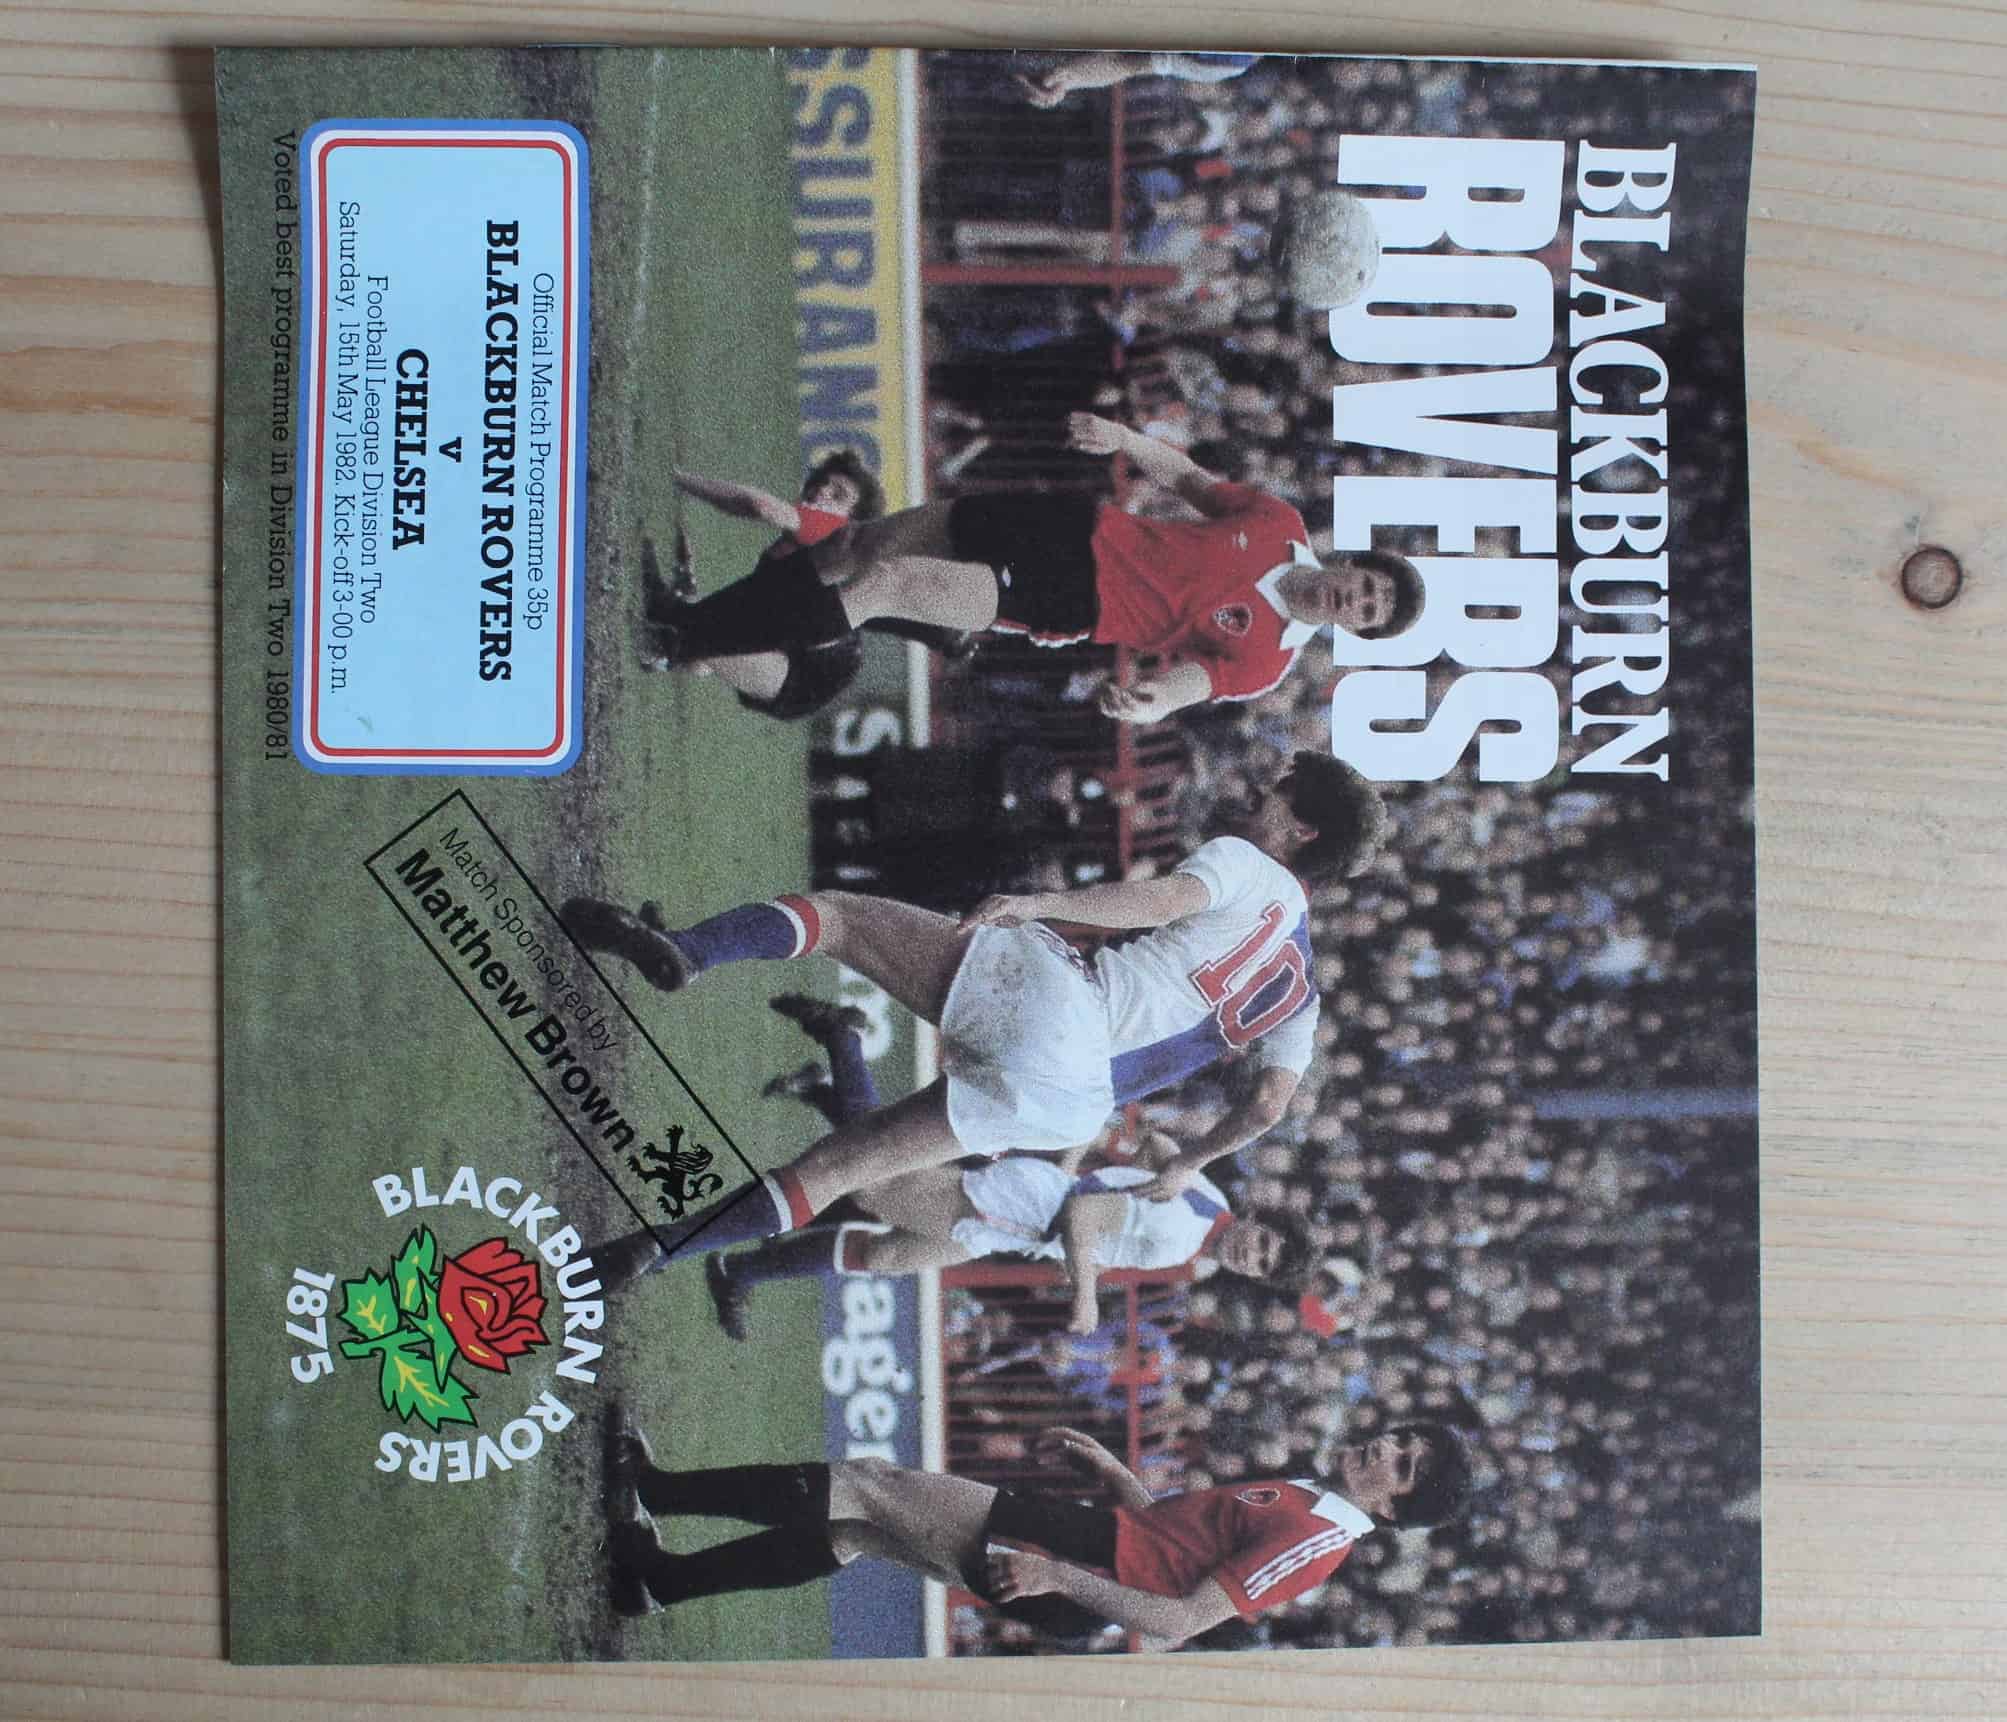 BLACKBURN
ROVERS
Official Match Programme 35p
BLACKBURN ROVERS
v
CHELSEA
Football League Division Two
Saturday, 15th May 1982. Kick-off 3-00 p.m.
Voted best programme in Division Two 1980/81
Match Sponsored by
Matthew Brown
BLACKBURN ROVERS
1875
10